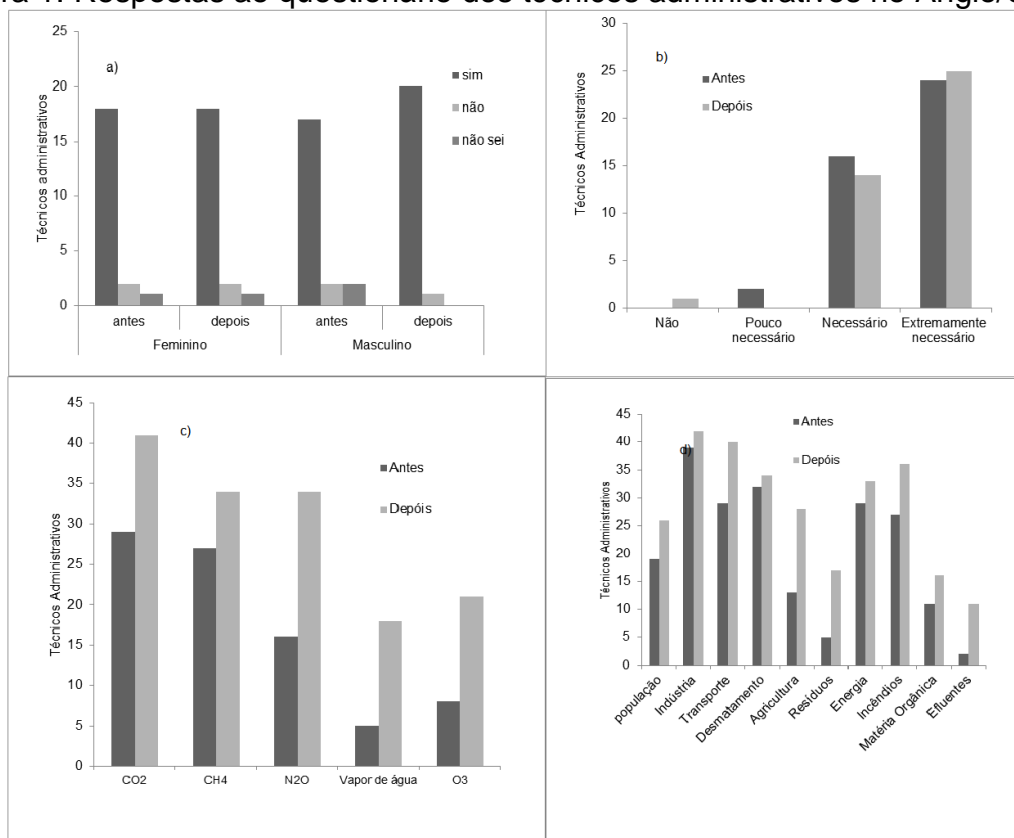 1. Respostas ao questionário dos técnicos administrativos no Anglo/
a)
25
20
15
10
5
0
Técnicos administrativos
sim
não
não sei
antes
depois
antes
depois
Feminino
Masculino
b)
30
25
20
15
10
5
0
Técnicos Administrativos
Antes
Depóis
Não
Pouco
necessário
Necessário
Extremamente
necessário
c)
45
40
35
30
25
20
15
10
5
0
Técnicos Administrativos
Antes
Depóis
CO2
CH4
N2O
Vapor de água
O3
d)
45
40
35
30
25
20
15
10
5
0
Técnicos Administrativos
Antes
Depóis
população
Indústria
Transporte
Desmatamento
Agricultura
Resíduos
Energia
Incêndios
Matéria Orgânica
Efluentes